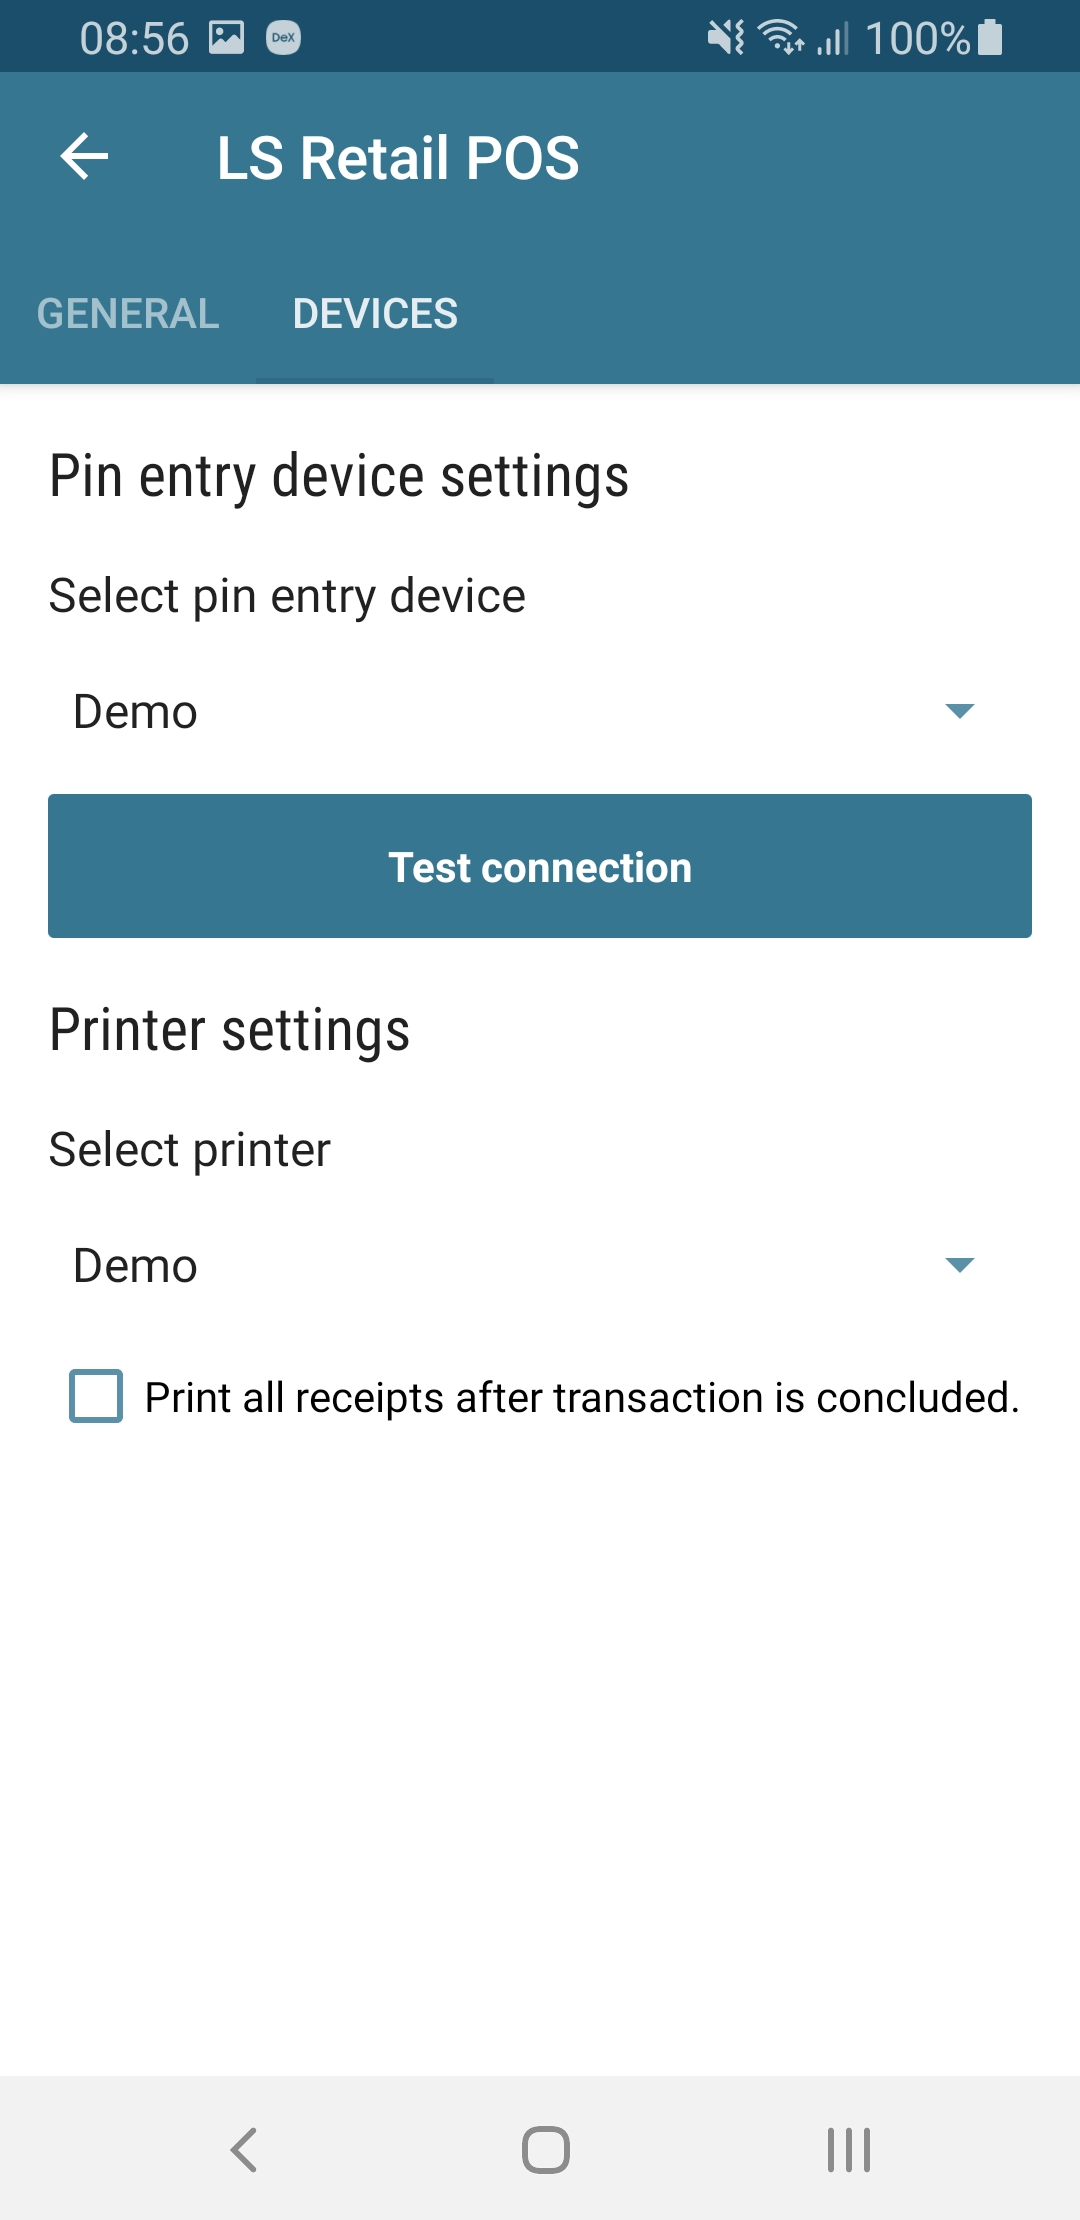 08:56 DeX 100%
LS Retail POS
GENERAL DEVICES
Pin entry device settings
Select pin entry device
Demo
Test connection
Printer settings
Select printer
Demo
Print all receipts after transaction is concluded.